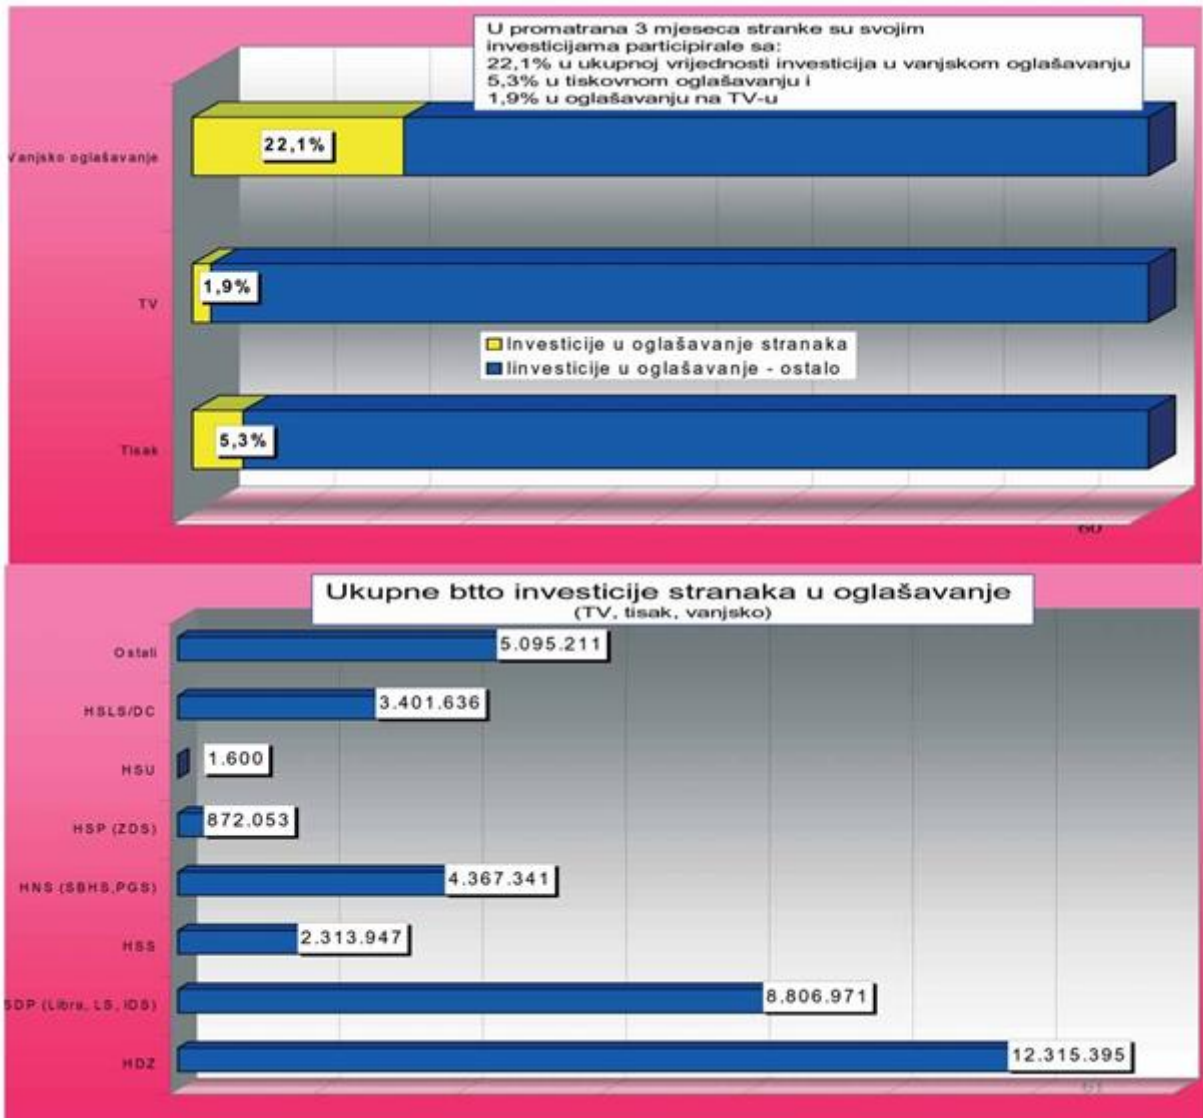 U promatrana 3 mjeseca stranke su svojim
investicijama participirale sa:
22,1% u ukupnoj vrijednosti investicija u vanjskom oglašavanju
5,3% u tiskovnom oglašavanju i
1,9% u oglašavanju na TV-u
Vanjsko oglašavanje
22,1%
TV
1,9%
Investicije u oglašavanje stranaka
Iinvesticije u oglašavanje - ostalo
Tisak
5,3%
60
Ukupne btto investicije stranaka u oglašavanje
(TV, tisak, vanjsko)
Ostali
5.095.211
HSLS/DC
3.401.636
HSU
1.600
HSP (ZDS)
872.053
HNS (SBHS,PGS)
4.367.341
HSS
2.313.947
SDP (Libra, LS, IDS)
8.806.971
HDZ
12.315.395
61